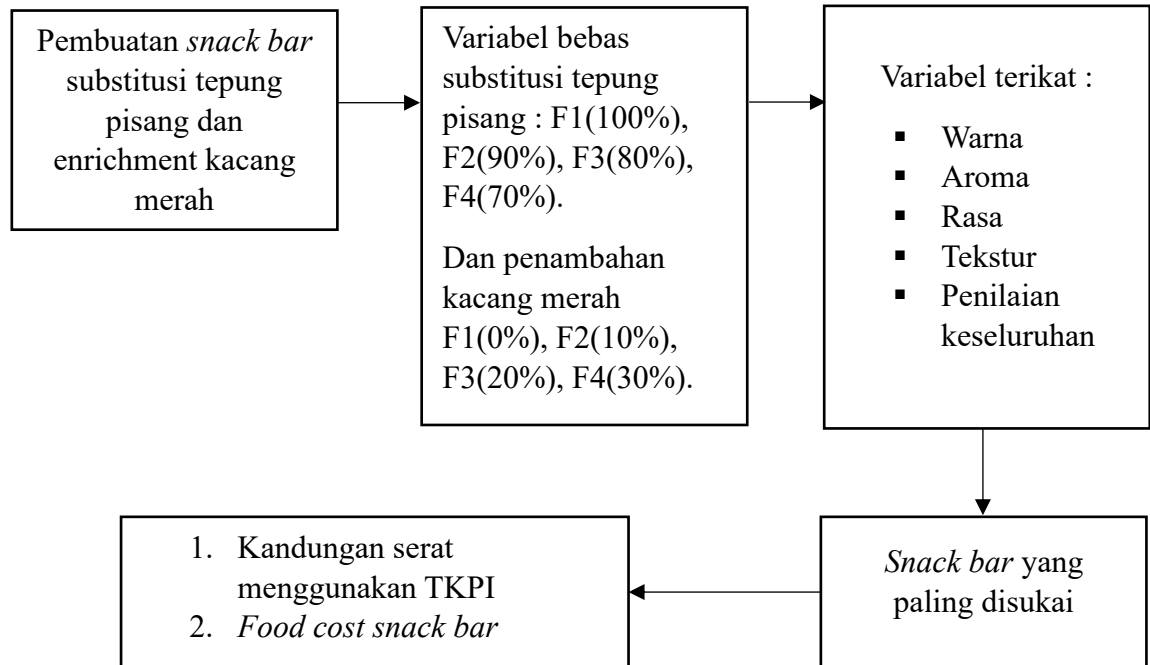 Pembuatan snack bar
substitusi tepung
pisang dan
enrichment kacang
merah
Variabel bebas
substitusi tepung
pisang : F1(100%),
F2(90%), F3(80%),
F4(70%).
Dan penambahan
kacang merah
F1(0%), F2(10%),
F3(20%), F4(30%).
Variabel terikat :
▪ Warna
▪ Aroma
▪ Rasa
▪ Tekstur
▪ Penilaian
keseluruhan
Snack bar yang
paling disukai
1. Kandungan serat
menggunakan TKPI
2. Food cost snack bar